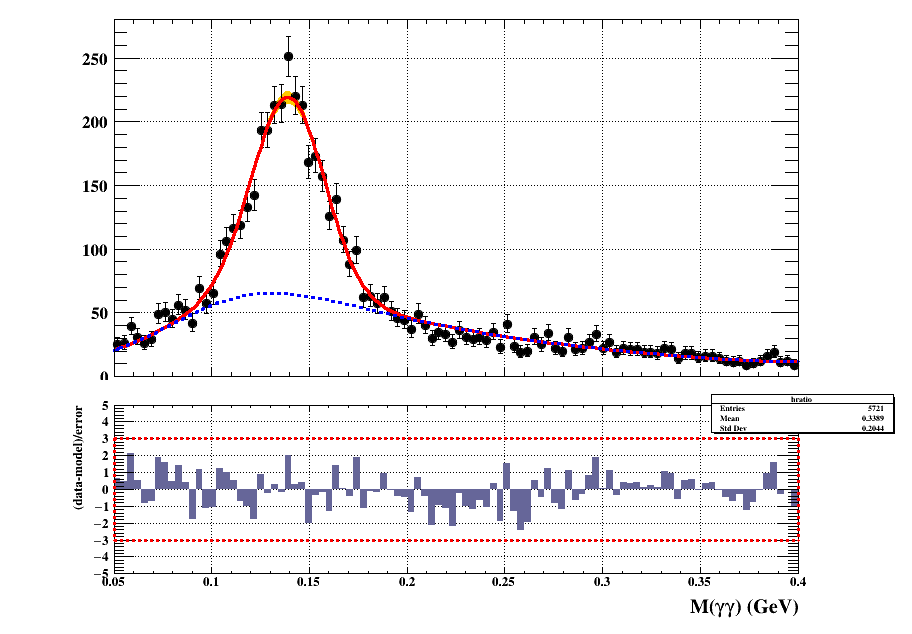 250
200
150
100
50
0
(data-model)/error
5
4
3
2
1
0
−1
−2
−3
−4
−5
hratio
Entries 5721
Mean 0.3389
Std Dev 0.2044
0.05 0.1 0.15 0.2 0.25 0.3 0.35 0.4
M(γγ) (GeV)